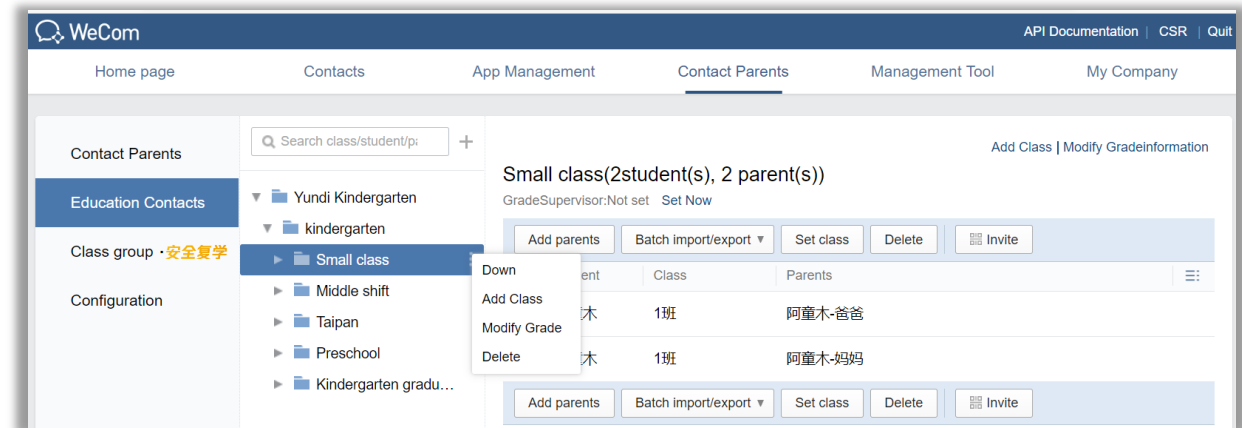 WeCom
API Documentation | CSR | Quit
Home page Contacts App Management Contact Parents Management Tool My Company
Contact Parents
Education Contacts
Class group ·安全复学
Configuration
Search class/student/pa
Yundi Kindergarten
kindergarten
Small class
Middle shift
Taipan
Preschool
Kindergarten gradu…
Down
Add Class
Modify Grade
Delete
Add Class | Modify Gradeinformation
Small class(2student(s), 2 parent(s))
GradeSupervisor:Not set Set Now
Add parents Batch import/export ▼ Set class Delete Invite
ent Class Parents
木 1班 阿童木-爸爸
木 1班 阿童木-妈妈
Add parents Batch import/export ▼ Set class Delete Invite